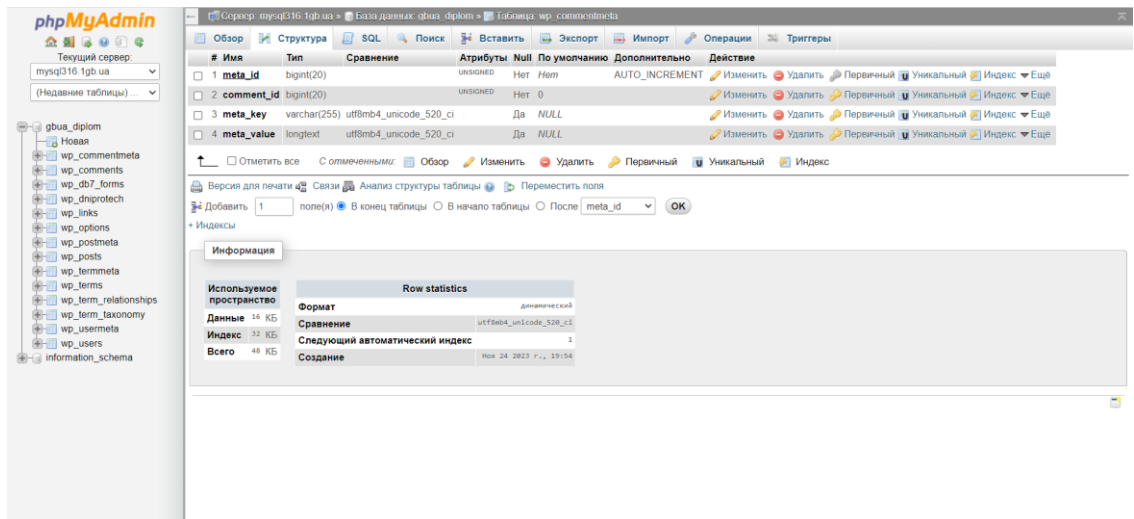 phpMyAdmin
Текущий сервер:
mysql316.1gb.ua
(Недавние таблицы) ...
gbua_diplom
Новая
wp_commentmeta
wp_comments
wp_db7_forms
wp_dniprotech
wp_links
wp_options
wp_postmeta
wp_posts
wp_termmeta
wp_terms
wp_term_relationships
wp_term_taxonomy
wp_usermeta
wp_users
information_schema
Сервер: mysql316.1gb.ua » База данных: gbua_diplom » Таблица: wp_commentmeta
Обзор Структура SQL Поиск Вставить Экспорт Импорт Операции Триггеры
# Имя Тип Сравнение Атрибуты Null По умолчанию Дополнительно Действие
1 meta_id bigint(20) UNSIGNED Нет Нет AUTO_INCREMENT Изменить Удалить Первичный Уникальный Индекс Ещё
2 comment_id bigint(20) UNSIGNED Нет 0 Изменить Удалить Первичный Уникальный Индекс Ещё
3 meta_key varchar(255) utf8mb4_unicode_520_ci Да NULL Изменить Удалить Первичный Уникальный Индекс Ещё
4 meta_value longtext utf8mb4_unicode_520_ci Да NULL Изменить Удалить Первичный Уникальный Индекс Ещё
Отметить все С отмеченными: Обзор Изменить Удалить Первичный Уникальный Индекс
Версия для печати Связи Анализ структуры таблицы Переместить поля
Добавить 1 поле(я) В конец таблицы В начало таблицы После meta_id OK
+ Индексы
Информация
Используемое пространство
Данные 16 КБ
Индекс 32 КБ
Всего 48 КБ
Row statistics
Формат динамический
Сравнение utf8mb4_unicode_520_ci
Следующий автоматический индекс 1
Создание Ноя 24 2023 г., 19:54